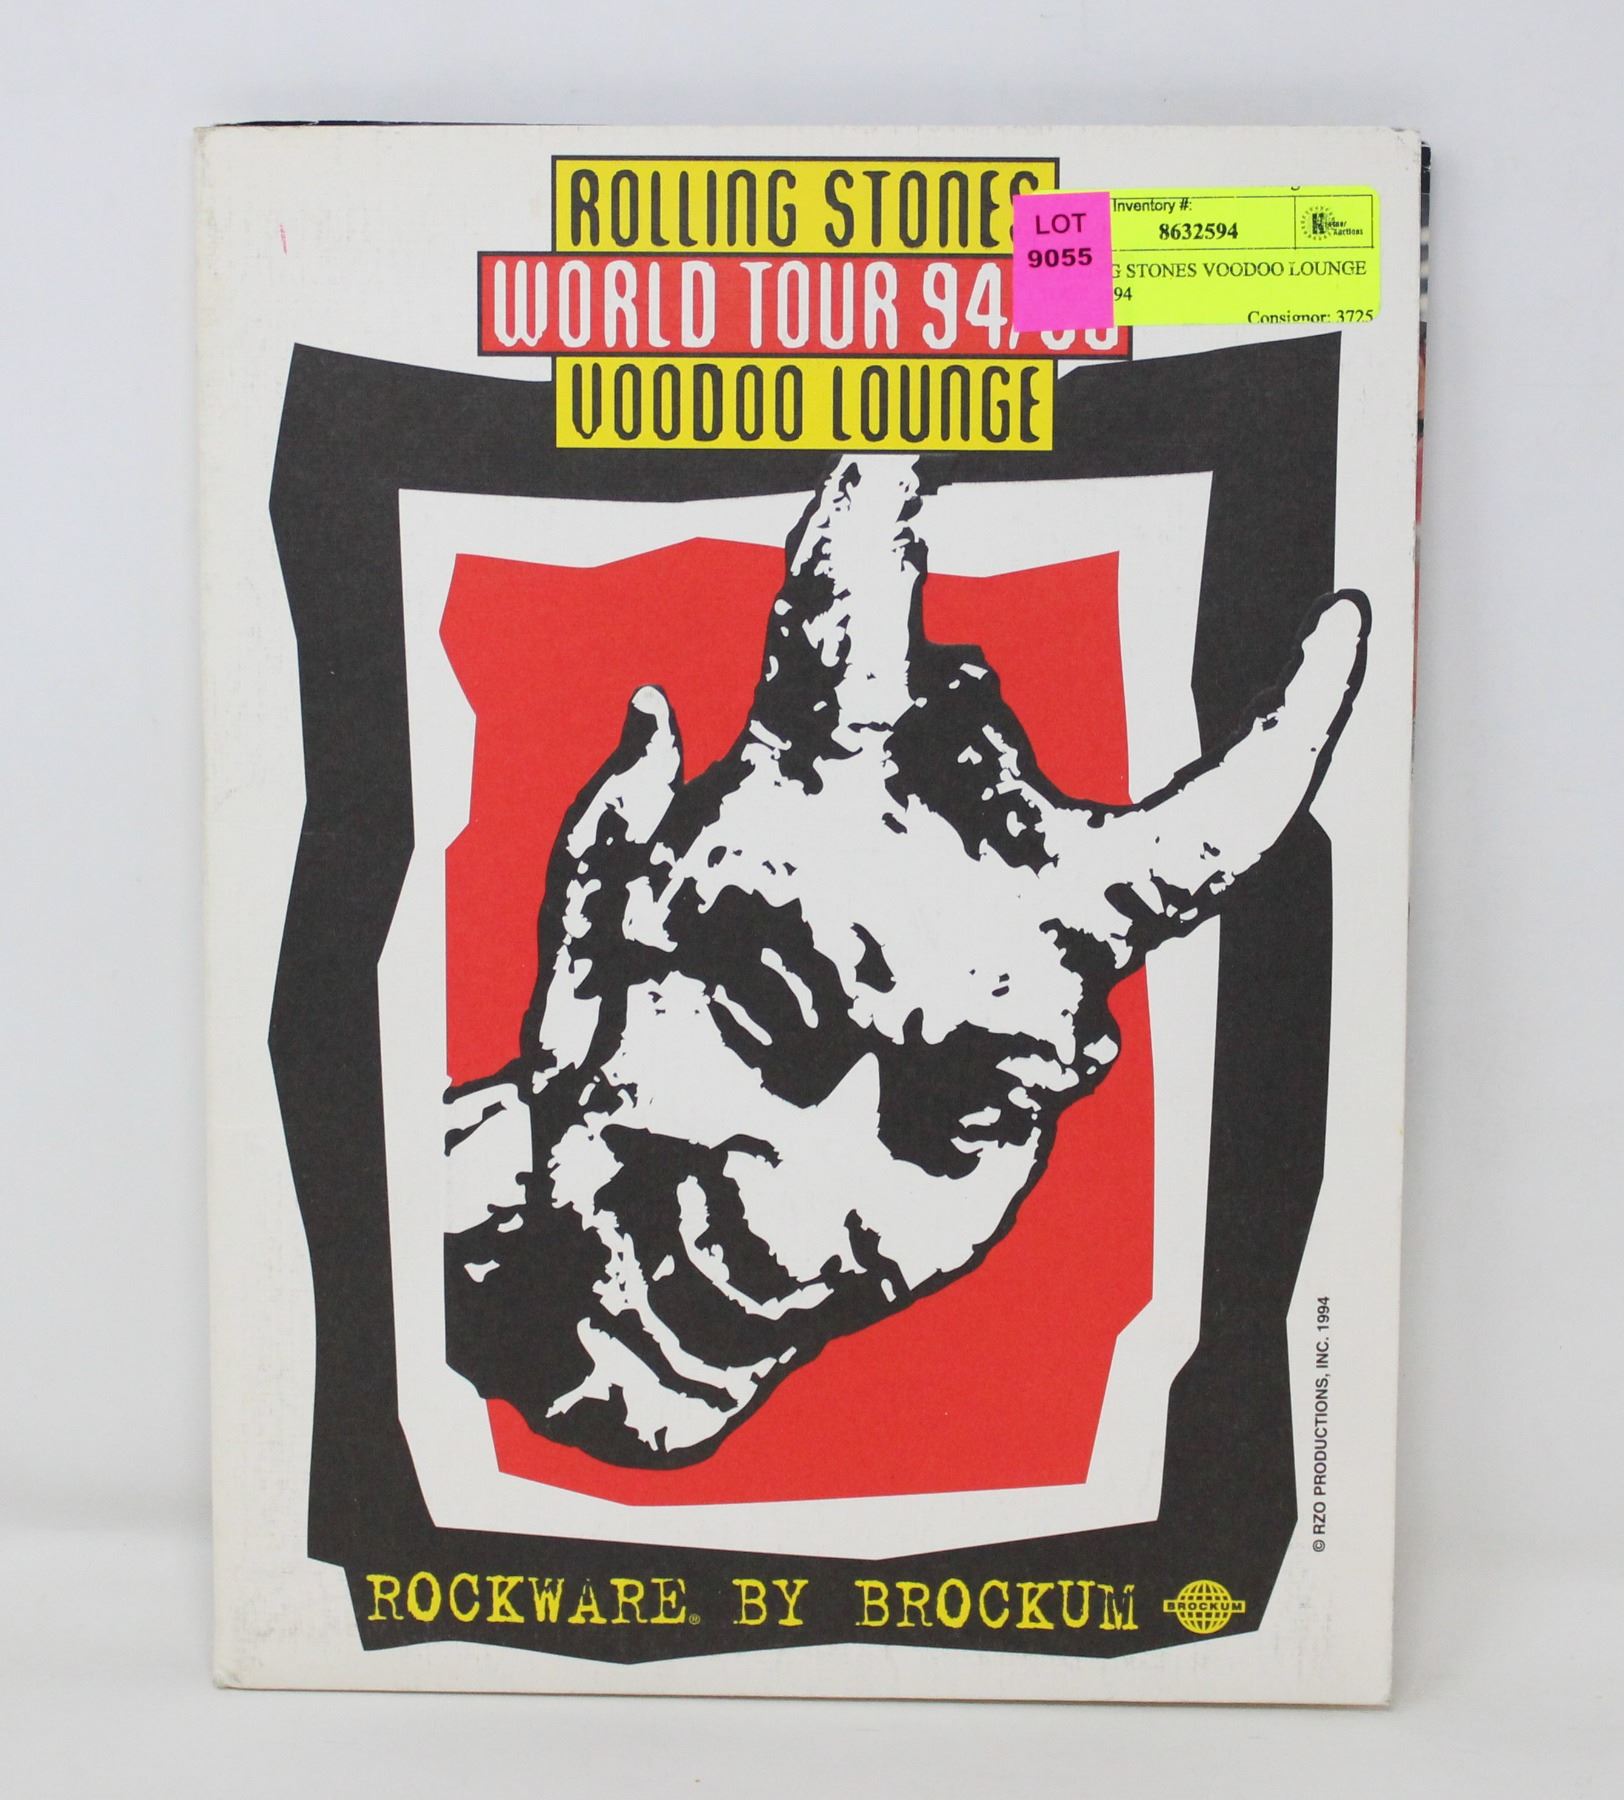 ROLLING STONES
WORLD TOUR 94/
VOODOO LOUNGE
LOT
9055
Inventory #:
8632594
STONES VOODOO LOUNGE
94
Consignor: 3725
© RZO PRODUCTIONS, INC. 1994
ROCKWARE® BY BROCKUM
BROCKUM